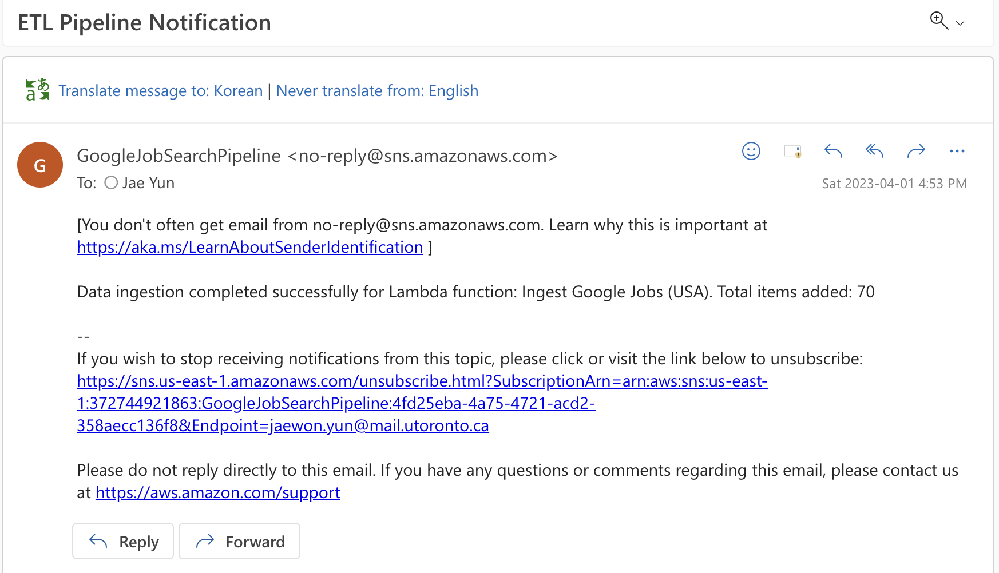 ETL Pipeline Notification
Translate message to: Korean | Never translate from: English
G
GoogleJobSearchPipeline <no-reply@sns.amazonaws.com>
To: Jae Yun
Sat 2023-04-01 4:53 PM
[You don't often get email from no-reply@sns.amazonaws.com. Learn why this is important at
https://aka.ms/LearnAboutSenderIdentification ]
Data ingestion completed successfully for Lambda function: Ingest Google Jobs (USA). Total items added: 70
--
If you wish to stop receiving notifications from this topic, please click or visit the link below to unsubscribe:
https://sns.us-east-1.amazonaws.com/unsubscribe.html?SubscriptionArn=arn:aws:sns:us-east-
1:372744921863:GoogleJobSearchPipeline:4fd25eba-4a75-4721-acd2-
358aecc136f8&Endpoint=jaewon.yun@mail.utoronto.ca
Please do not reply directly to this email. If you have any questions or comments regarding this email, please contact us
at https://aws.amazon.com/support
Reply Forward